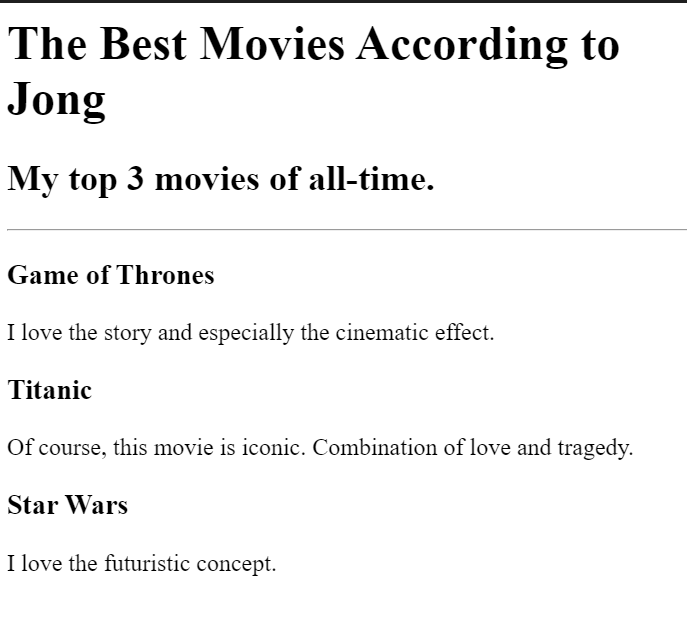 The Best Movies According to
Jong
My top 3 movies of all-time.
Game of Thrones
I love the story and especially the cinematic effect.
Titanic
Of course, this movie is iconic. Combination of love and tragedy.
Star Wars
I love the futuristic concept.